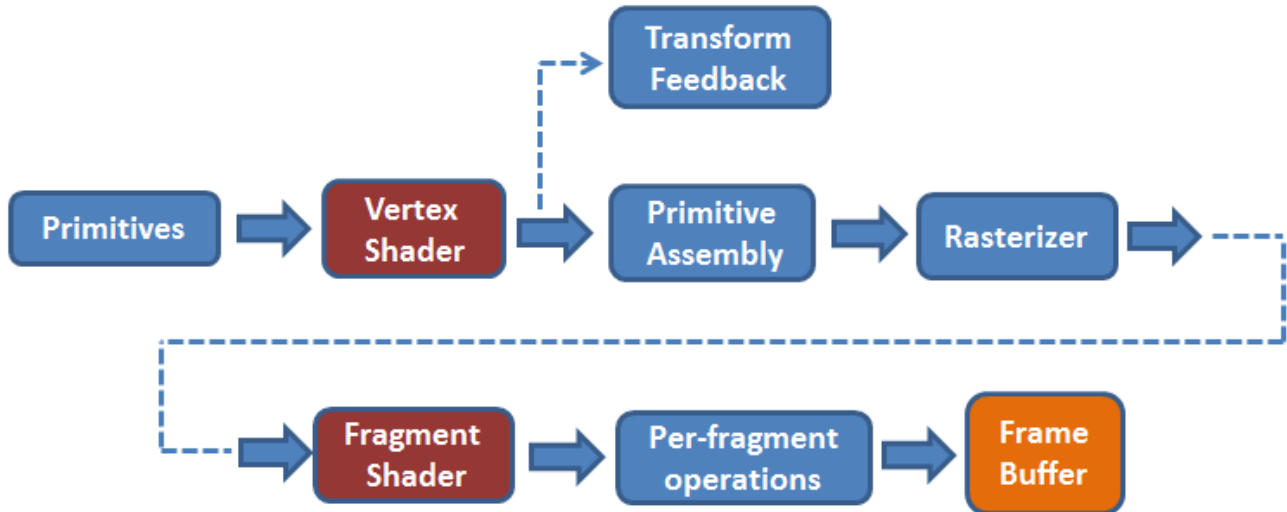 Transform
Feedback
Primitives
Vertex
Shader
Primitive
Assembly
Rasterizer
Fragment
Shader
Per-fragment
operations
Frame
Buffer